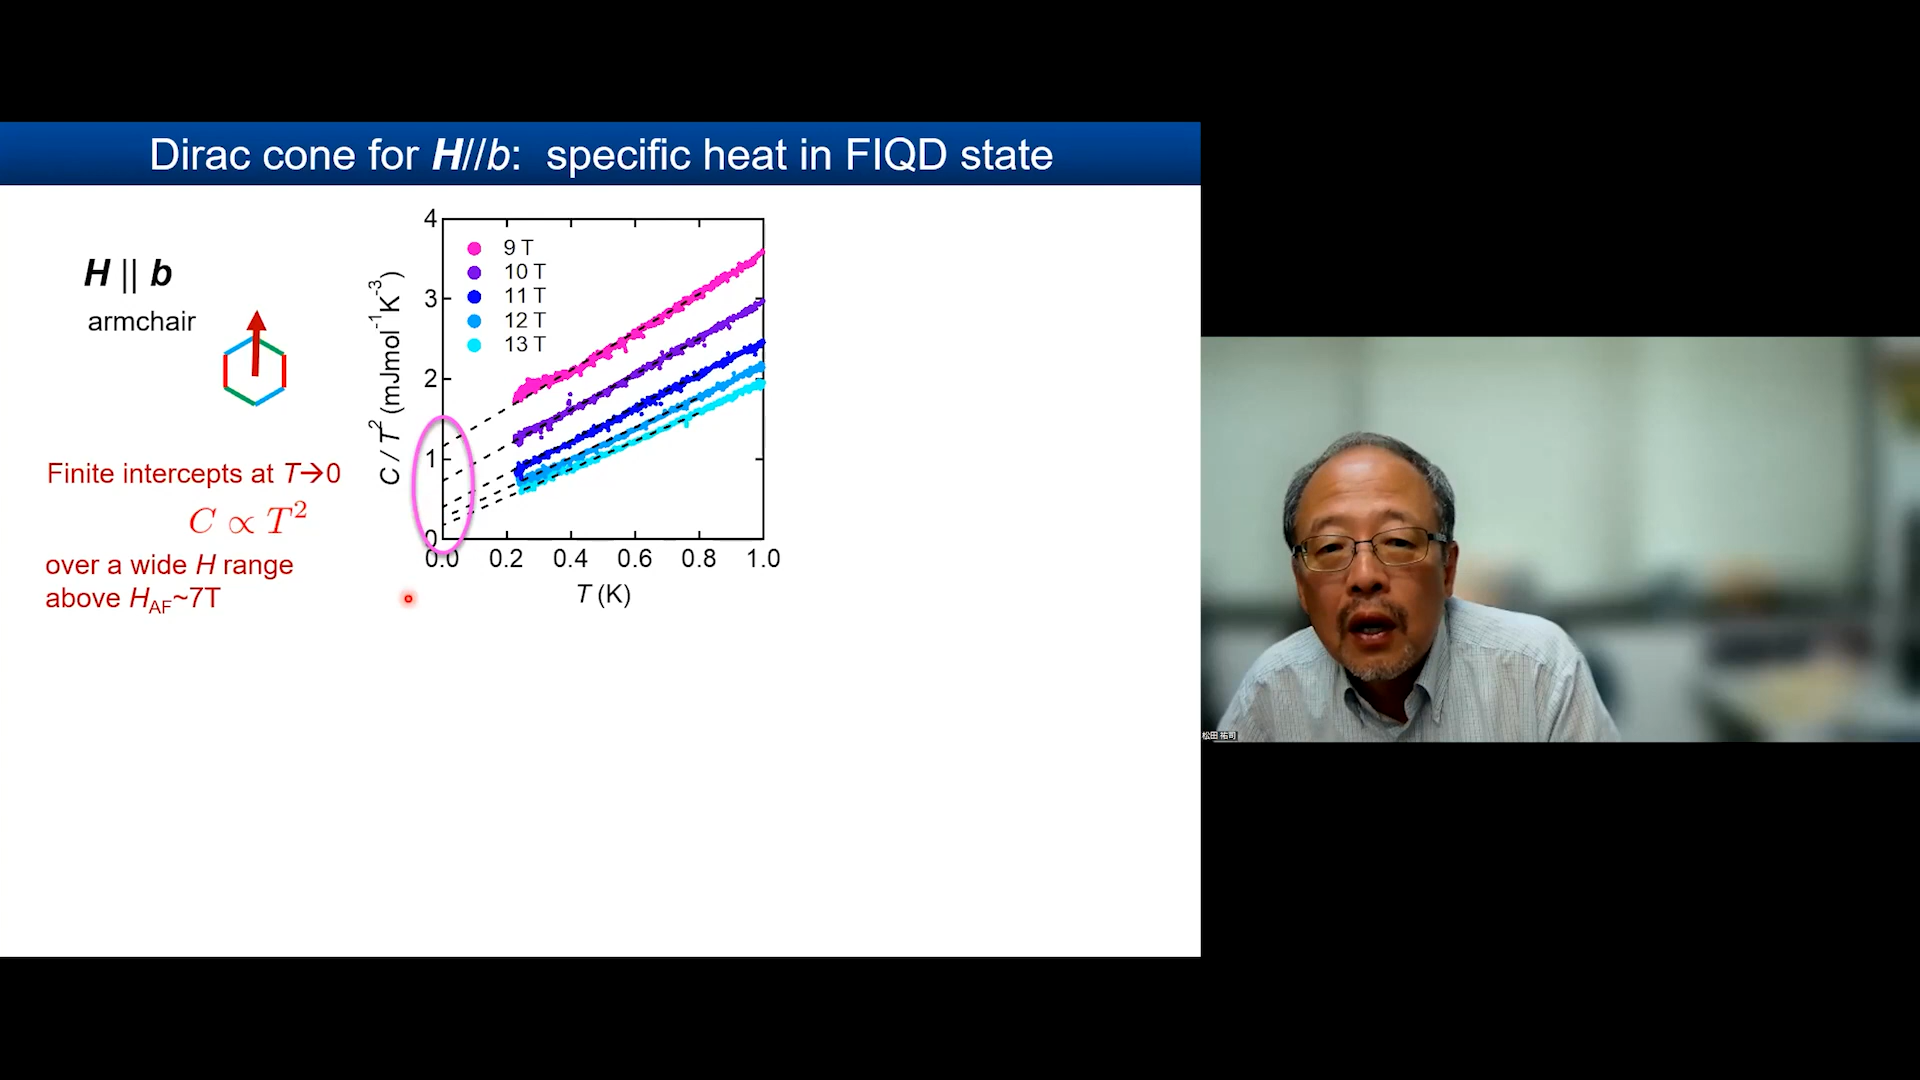 Dirac cone for H//b: specific heat in FIQD state
H || b
armchair
Finite intercepts at T→0
C ∝ T²
over a wide H range
above H_AF~7T
4
3
2
1
0
9 T
10 T
11 T
12 T
13 T
C / T² (mJmol⁻¹K⁻³)
0.0 0.2 0.4 0.6 0.8 1.0
T (K)
松田 祐司